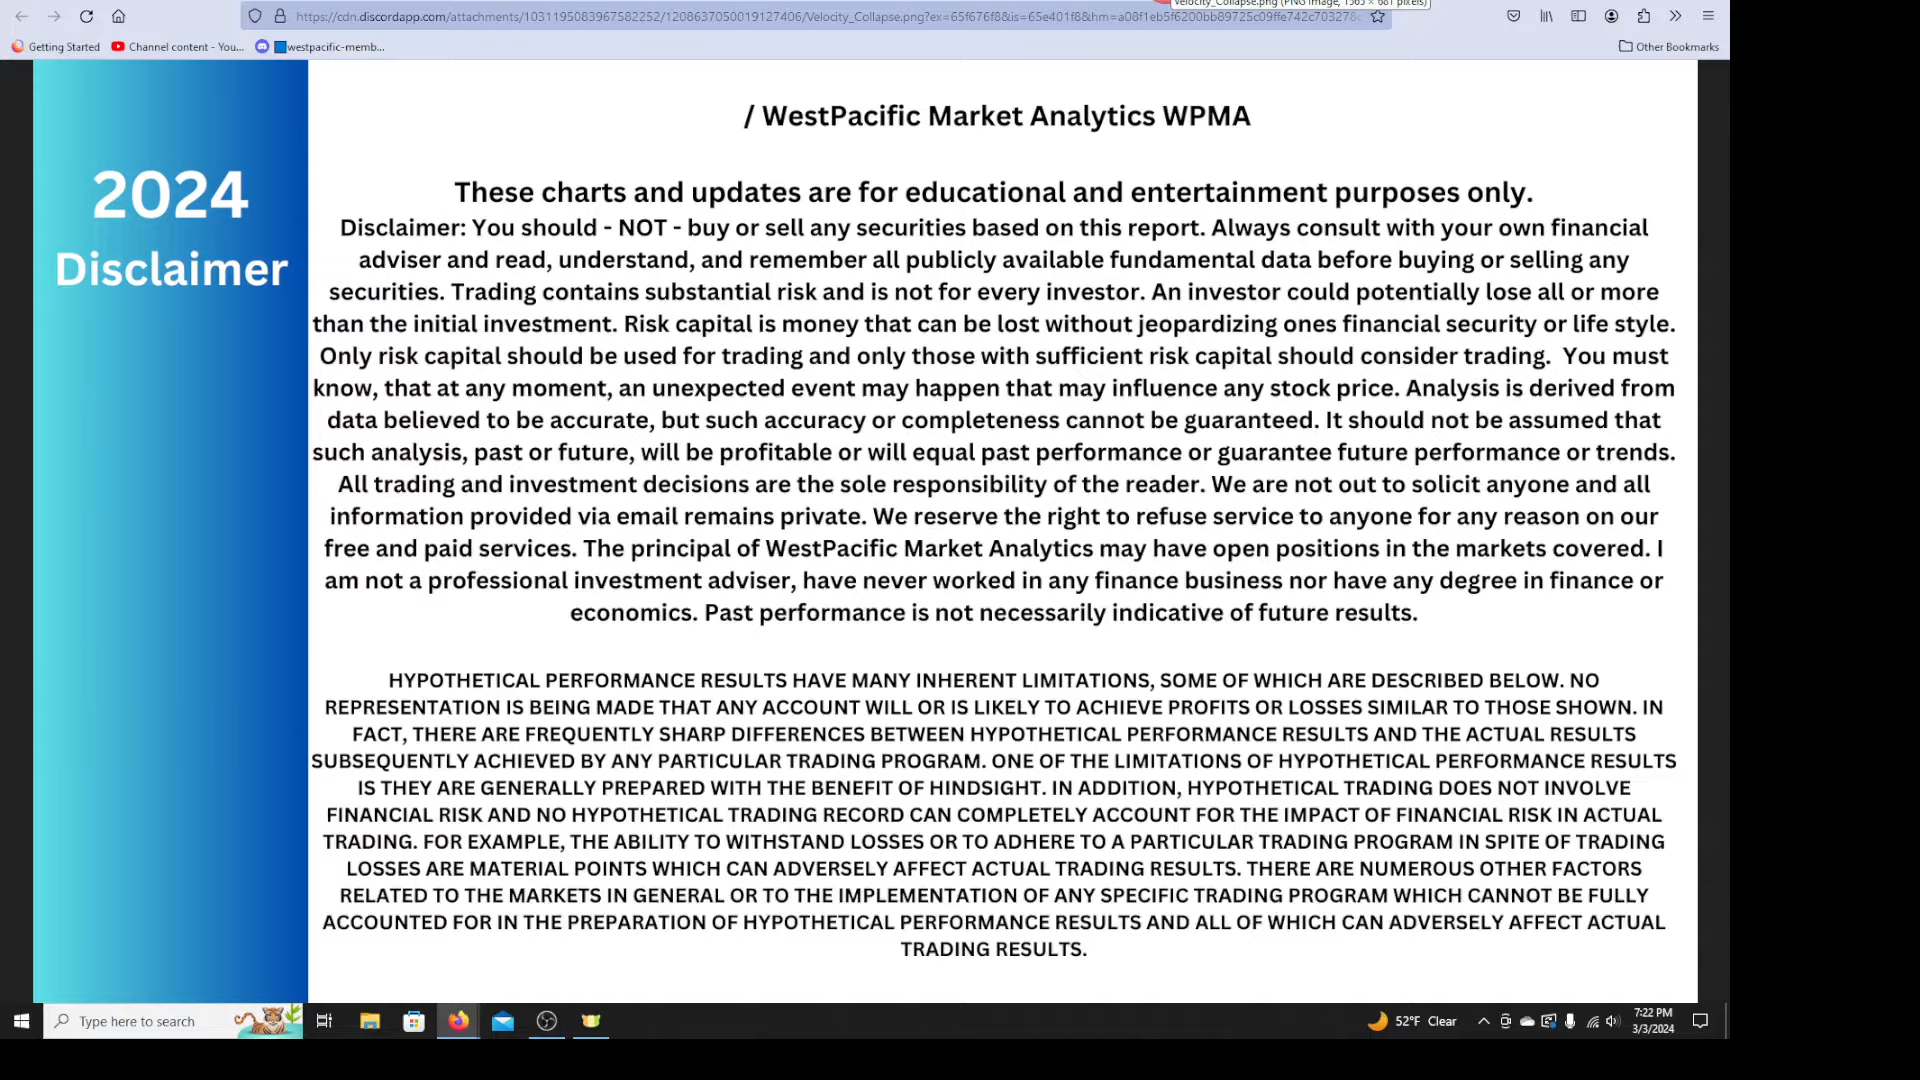 Velocity_Collapse.png (PNG Image, 1565 × 681 pixels)
https://cdn.discordapp.com/attachments/1031195083967582252/1208637050019127406/Velocity_Collapse.png?ex=65f676f8&is=65e401f8&hm=a08f1eb5f6200bb89725c09ffe742c703278
Getting Started
Channel content - You...
westpacific-memb...
Other Bookmarks
2024
Disclaimer
/ WestPacific Market Analytics WPMA
These charts and updates are for educational and entertainment purposes only.
Disclaimer: You should - NOT - buy or sell any securities based on this report. Always consult with your own financial
adviser and read, understand, and remember all publicly available fundamental data before buying or selling any
securities. Trading contains substantial risk and is not for every investor. An investor could potentially lose all or more
than the initial investment. Risk capital is money that can be lost without jeopardizing ones financial security or life style.
Only risk capital should be used for trading and only those with sufficient risk capital should consider trading. You must
know, that at any moment, an unexpected event may happen that may influence any stock price. Analysis is derived from
data believed to be accurate, but such accuracy or completeness cannot be guaranteed. It should not be assumed that
such analysis, past or future, will be profitable or will equal past performance or guarantee future performance or trends.
All trading and investment decisions are the sole responsibility of the reader. We are not out to solicit anyone and all
information provided via email remains private. We reserve the right to refuse service to anyone for any reason on our
free and paid services. The principal of WestPacific Market Analytics may have open positions in the markets covered. I
am not a professional investment adviser, have never worked in any finance business nor have any degree in finance or
economics. Past performance is not necessarily indicative of future results.
HYPOTHETICAL PERFORMANCE RESULTS HAVE MANY INHERENT LIMITATIONS, SOME OF WHICH ARE DESCRIBED BELOW. NO
REPRESENTATION IS BEING MADE THAT ANY ACCOUNT WILL OR IS LIKELY TO ACHIEVE PROFITS OR LOSSES SIMILAR TO THOSE SHOWN. IN
FACT, THERE ARE FREQUENTLY SHARP DIFFERENCES BETWEEN HYPOTHETICAL PERFORMANCE RESULTS AND THE ACTUAL RESULTS
SUBSEQUENTLY ACHIEVED BY ANY PARTICULAR TRADING PROGRAM. ONE OF THE LIMITATIONS OF HYPOTHETICAL PERFORMANCE RESULTS
IS THEY ARE GENERALLY PREPARED WITH THE BENEFIT OF HINDSIGHT. IN ADDITION, HYPOTHETICAL TRADING DOES NOT INVOLVE
FINANCIAL RISK AND NO HYPOTHETICAL TRADING RECORD CAN COMPLETELY ACCOUNT FOR THE IMPACT OF FINANCIAL RISK IN ACTUAL
TRADING. FOR EXAMPLE, THE ABILITY TO WITHSTAND LOSSES OR TO ADHERE TO A PARTICULAR TRADING PROGRAM IN SPITE OF TRADING
LOSSES ARE MATERIAL POINTS WHICH CAN ADVERSELY AFFECT ACTUAL TRADING RESULTS. THERE ARE NUMEROUS OTHER FACTORS
RELATED TO THE MARKETS IN GENERAL OR TO THE IMPLEMENTATION OF ANY SPECIFIC TRADING PROGRAM WHICH CANNOT BE FULLY
ACCOUNTED FOR IN THE PREPARATION OF HYPOTHETICAL PERFORMANCE RESULTS AND ALL OF WHICH CAN ADVERSELY AFFECT ACTUAL
TRADING RESULTS.
Type here to search
52°F Clear
7:22 PM
3/3/2024